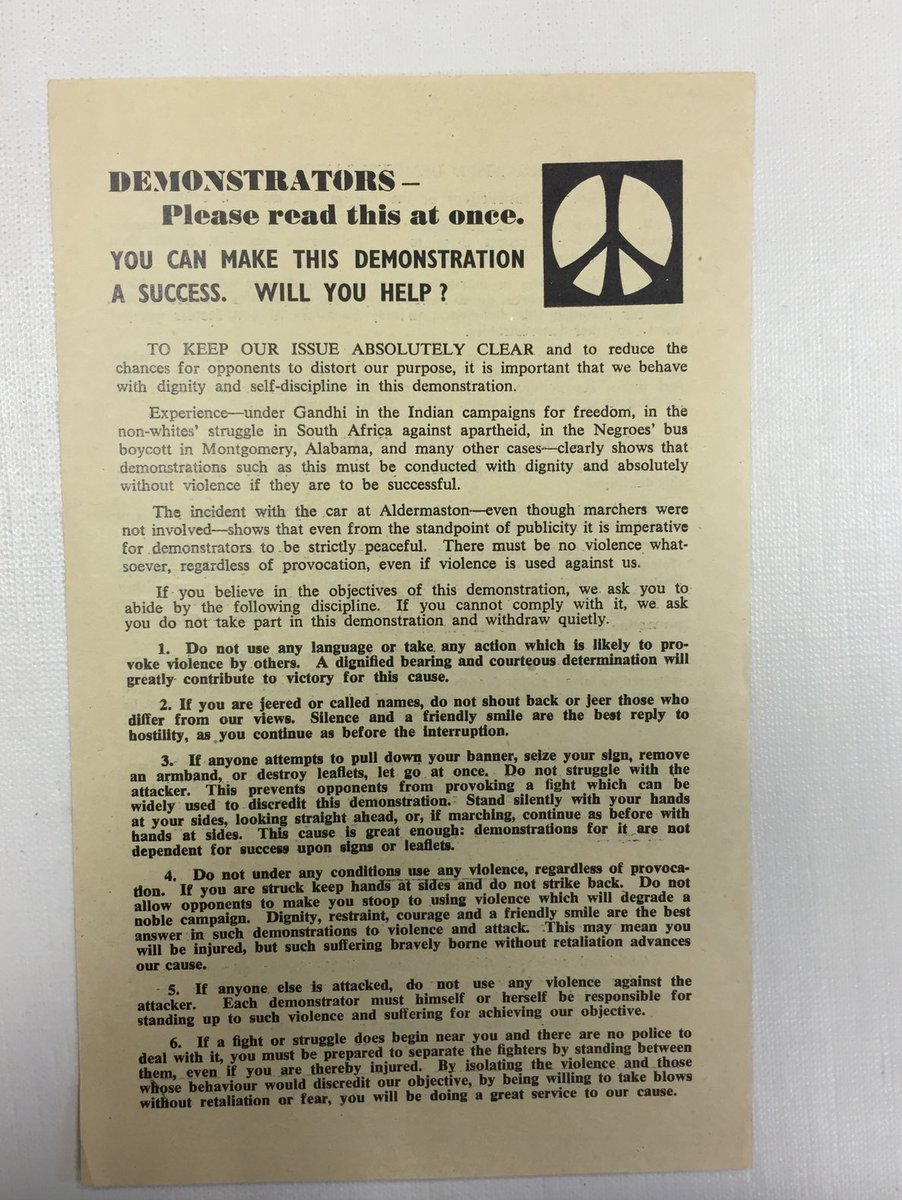 DEMONSTRATORS—
Please read this at once.
YOU CAN MAKE THIS DEMONSTRATION
A SUCCESS. WILL YOU HELP?
TO KEEP OUR ISSUE ABSOLUTELY CLEAR and to reduce the
chances for opponents to distort our purpose, it is important that we behave
with dignity and self-discipline in this demonstration.
Experience—under Gandhi in the Indian campaigns for freedom, in the
non-whites' struggle in South Africa against apartheid, in the Negroes' bus
boycott in Montgomery, Alabama, and many other cases—clearly shows that
demonstrations such as this must be conducted with dignity and absolutely
without violence if they are to be successful.
The incident with the car at Aldermaston—even though marchers were
not involved—shows that even from the standpoint of publicity it is imperative
for demonstrators to be strictly peaceful. There must be no violence what-
soever, regardless of provocation, even if violence is used against us.
If you believe in the objectives of this demonstration, we ask you to
abide by the following discipline. If you cannot comply with it, we ask
you do not take part in this demonstration and withdraw quietly.
1. Do not use any language or take any action which is likely to pro-
voke violence by others. A dignified bearing and courteous determination will
greatly contribute to victory for this cause.
2. If you are jeered or called names, do not shout back or jeer those who
differ from our views. Silence and a friendly smile are the best reply to
hostility, as you continue as before the interruption.
3. If anyone attempts to pull down your banner, seize your sign, remove
an armband, or destroy leaflets, let go at once. Do not struggle with the
attacker. This prevents opponents from provoking a fight which can be
widely used to discredit this demonstration. Stand silently with your hands
at your sides, looking straight ahead, or, if marching, continue as before with
hands at sides. This cause is great enough: demonstrations for it are not
dependent for success upon signs or leaflets.
4. Do not under any conditions use any violence, regardless of provoca-
tion. If you are struck keep hands at sides and do not strike back. Do not
allow opponents to make you stoop to using violence which will degrade a
noble campaign. Dignity, restraint, courage and a friendly smile are the best
answer in such demonstrations to violence and attack. This may mean you
will be injured, but such suffering bravely borne without retaliation advances
our cause.
5. If anyone else is attacked, do not use any violence against the
attacker. Each demonstrator must himself or herself be responsible for
standing up to such violence and suffering for achieving our objective.
6. If a fight or struggle does begin near you and there are no police to
deal with it, you must be prepared to separate the fighters by standing between
them, even if you are thereby injured. By isolating the violence and those
whose behaviour would discredit our objective, by being willing to take blows
without retaliation or fear, you will be doing a great service to our cause.